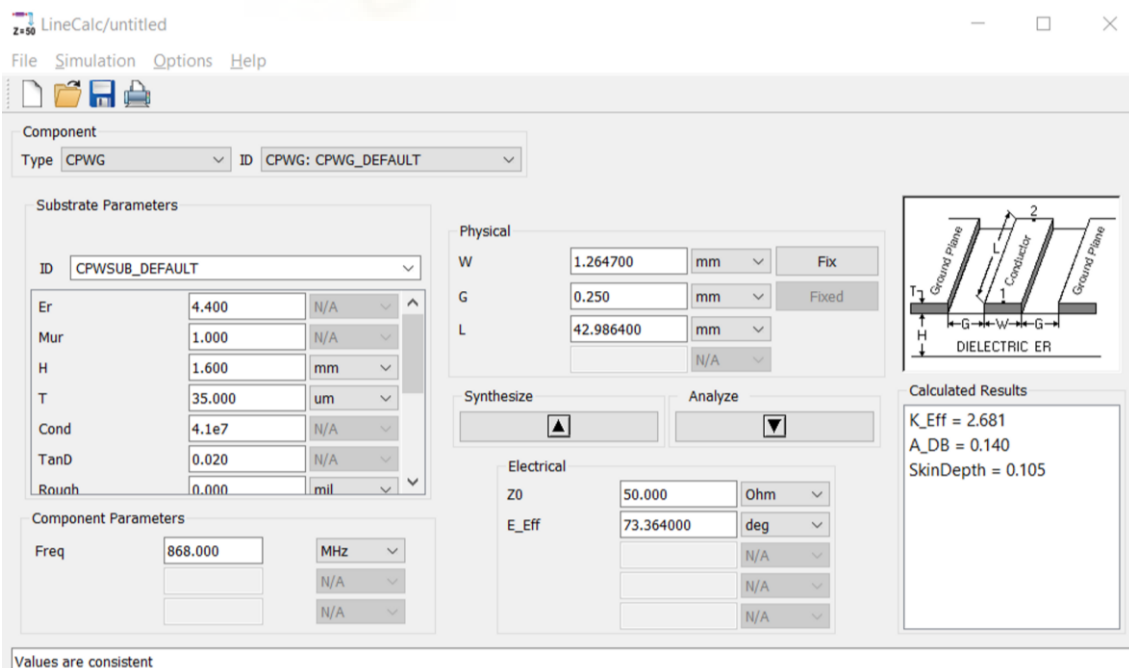 Z=50 LineCalc/untitled
File Simulation Options Help
Component
Type CPWG ID CPWG: CPWG_DEFAULT
Substrate Parameters
ID CPWSUB_DEFAULT
Er 4.400 N/A
Mur 1.000 N/A
H 1.600 mm
T 35.000 um
Cond 4.1e7 N/A
TanD 0.020 N/A
Rough 0.000 mil
Component Parameters
Freq 868.000 MHz
N/A
N/A
Physical
W 1.264700 mm Fix
G 0.250 mm Fixed
L 42.986400 mm
N/A
Synthesize Analyze
Electrical
Z0 50.000 Ohm
E_Eff 73.364000 deg
N/A
N/A
N/A
2
Ground Plane L Conductor Ground Plane
1
T
H G W G
DIELECTRIC ER
Calculated Results
K_Eff = 2.681
A_DB = 0.140
SkinDepth = 0.105
Values are consistent